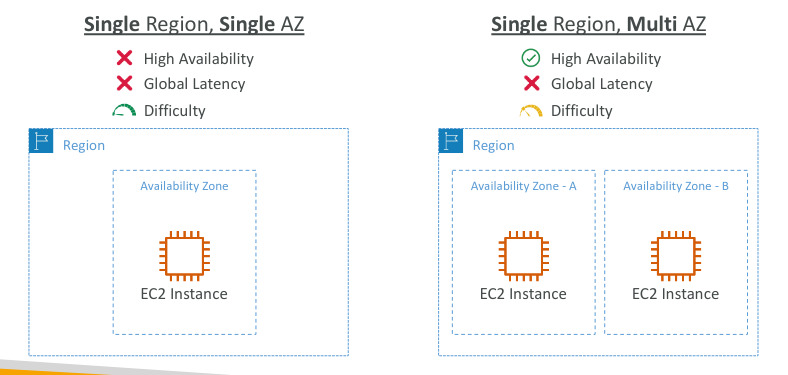 Single Region, Single AZ
High Availability
Global Latency
Difficulty
Region
Availability Zone
EC2 Instance
Single Region, Multi AZ
High Availability
Global Latency
Difficulty
Region
Availability Zone - A
EC2 Instance
Availability Zone - B
EC2 Instance